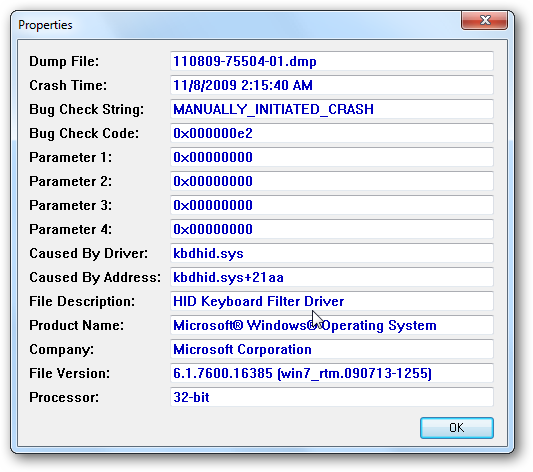 Properties
Dump File: 110809-75504-01.dmp
Crash Time: 11/8/2009 2:15:40 AM
Bug Check String: MANUALLY_INITIATED_CRASH
Bug Check Code: 0x000000e2
Parameter 1: 0x00000000
Parameter 2: 0x00000000
Parameter 3: 0x00000000
Parameter 4: 0x00000000
Caused By Driver: kbdhid.sys
Caused By Address: kbdhid.sys+21aa
File Description: HID Keyboard Filter Driver
Product Name: Microsoft® Windows® Operating System
Company: Microsoft Corporation
File Version: 6.1.7600.16385 (win7_rtm.090713-1255)
Processor: 32-bit
OK